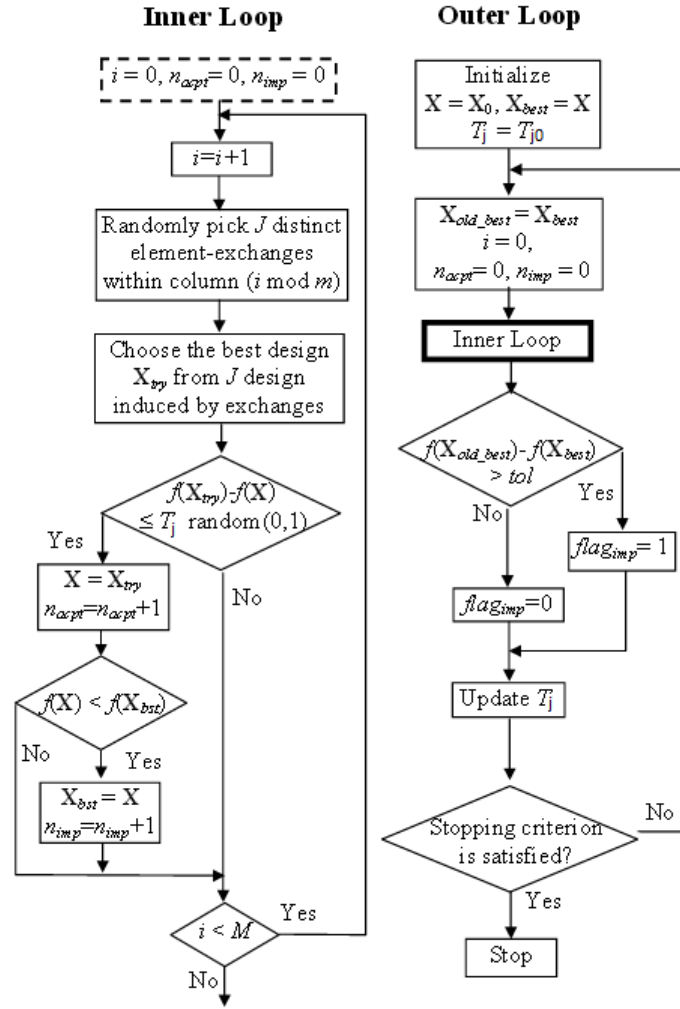 Inner Loop
i = 0, n_acpt = 0, n_imp = 0
i=i+1
Randomly pick J distinct
element-exchanges
within column (i mod m)
Choose the best design
X_try from J design
induced by exchanges
f(X_try)-f(X)
≤ T_j random(0,1)
Yes
No
X = X_try
n_acpt=n_acpt+1
f(X) < f(X_bst)
No
Yes
X_bst = X
n_imp=n_imp+1
i < M
Yes
No
Outer Loop
Initialize
X = X_0, X_best = X
T_j = T_j0
X_old_best = X_best
i = 0,
n_acpt = 0, n_imp = 0
Inner Loop
f(X_old_best)-f(X_best)
> tol
No
Yes
flag_imp = 1
flag_imp=0
Update T_j
Stopping criterion
is satisfied?
No
Yes
Stop